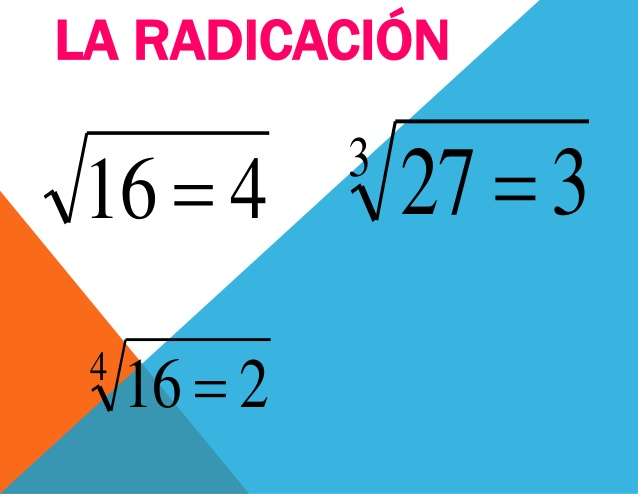 LA RADICACIÓN
√16 = 4
∛27 = 3
∜16 = 2